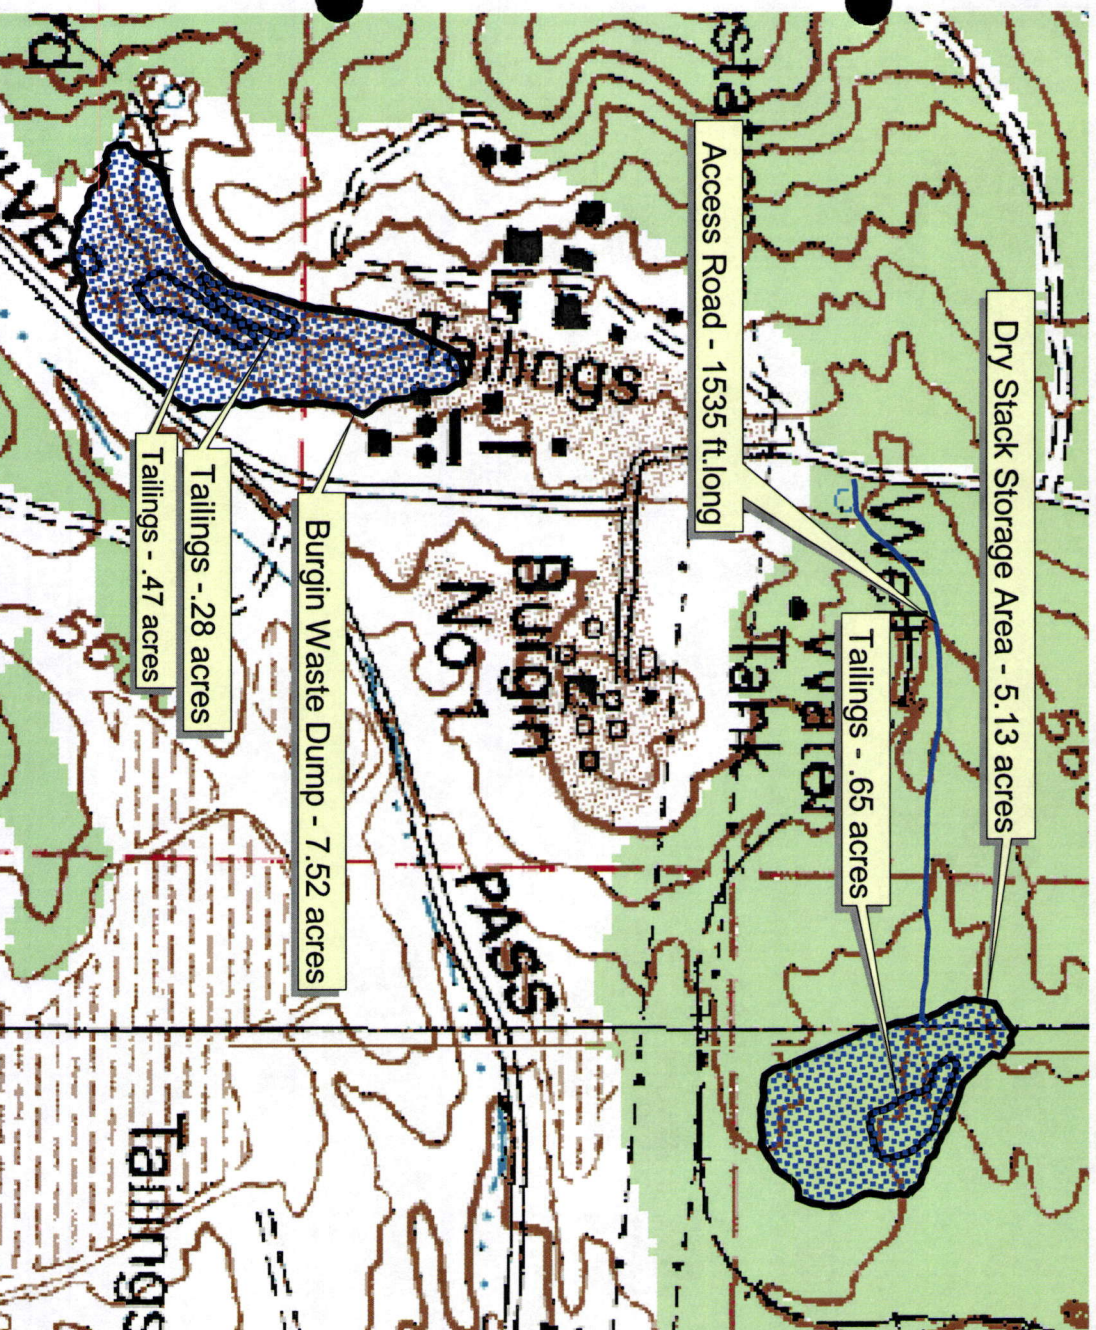 Dry Stack Storage Area - 5.13 acres
Access Road - 1535 ft.long
Tailings - .65 acres
Well
Water
Tank
Tailings
Burgin
No 1
Burgin Waste Dump - 7.52 acres
Tailings -.28 acres
Tailings - .47 acres
PASS
Tailings